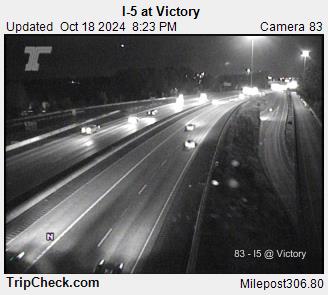 I-5 at Victory
Updated Oct 18 2024 8:23 PM Camera 83
T
N
83 - I5 @ Victory
TripCheck.com Milepost306.80